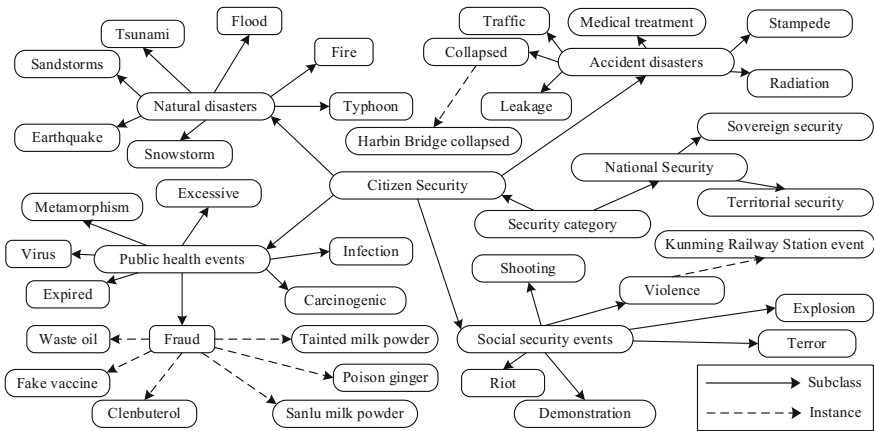 Flood
Traffic
Medical treatment
Stampede
Tsunami
Collapsed
Sandstorms
Fire
Accident disasters
Natural disasters
Typhoon
Leakage
Radiation
Earthquake
Harbin Bridge collapsed
Sovereign security
Snowstorm
National Security
Citizen Security
Excessive
Metamorphism
Security category
Territorial security
Virus
Public health events
Infection
Kunming Railway Station event
Shooting
Expired
Carcinogenic
Violence
Explosion
Waste oil
Fraud
Tainted milk powder
Social security events
Terror
Fake vaccine
Poison ginger
Riot
Subclass
Clenbuterol
Sanlu milk powder
Demonstration
Instance